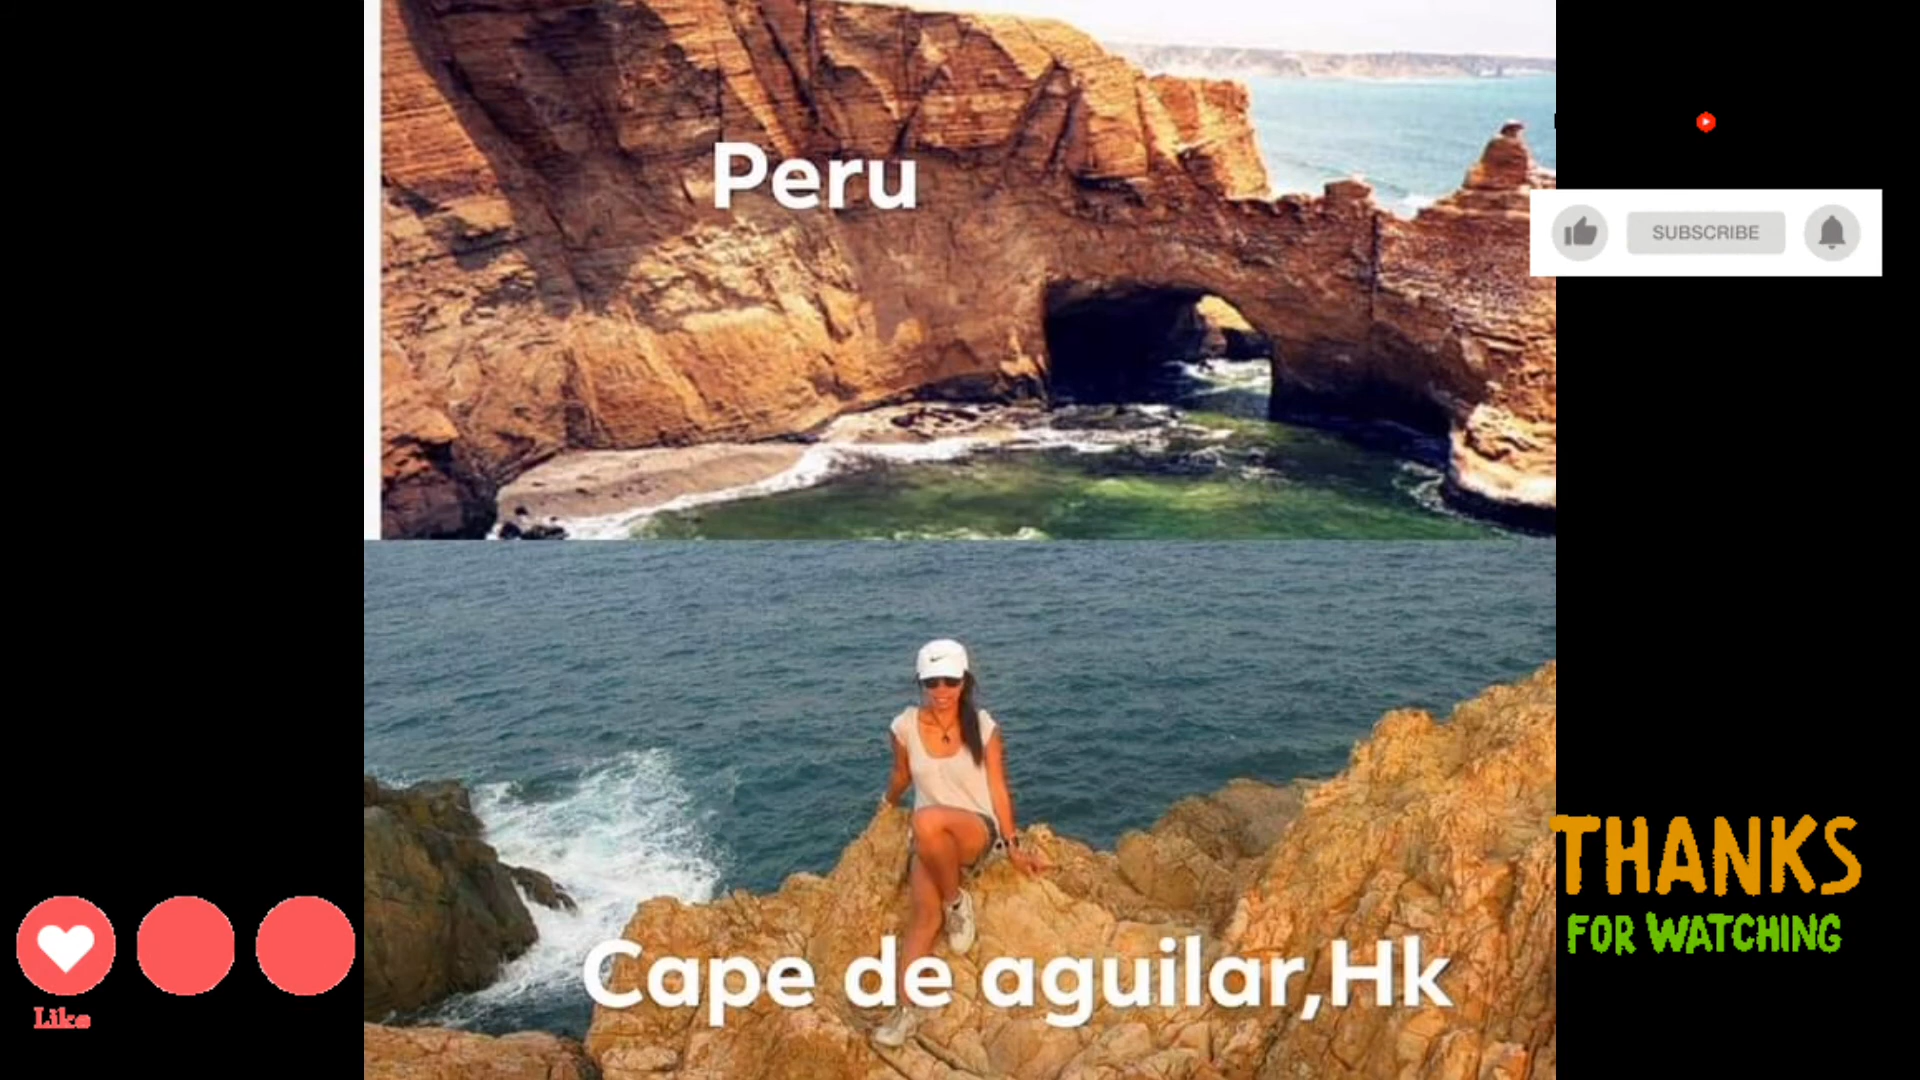 Peru
SUBSCRIBE
Cape de aguilar,Hk
THANKS
FOR WATCHING
Like